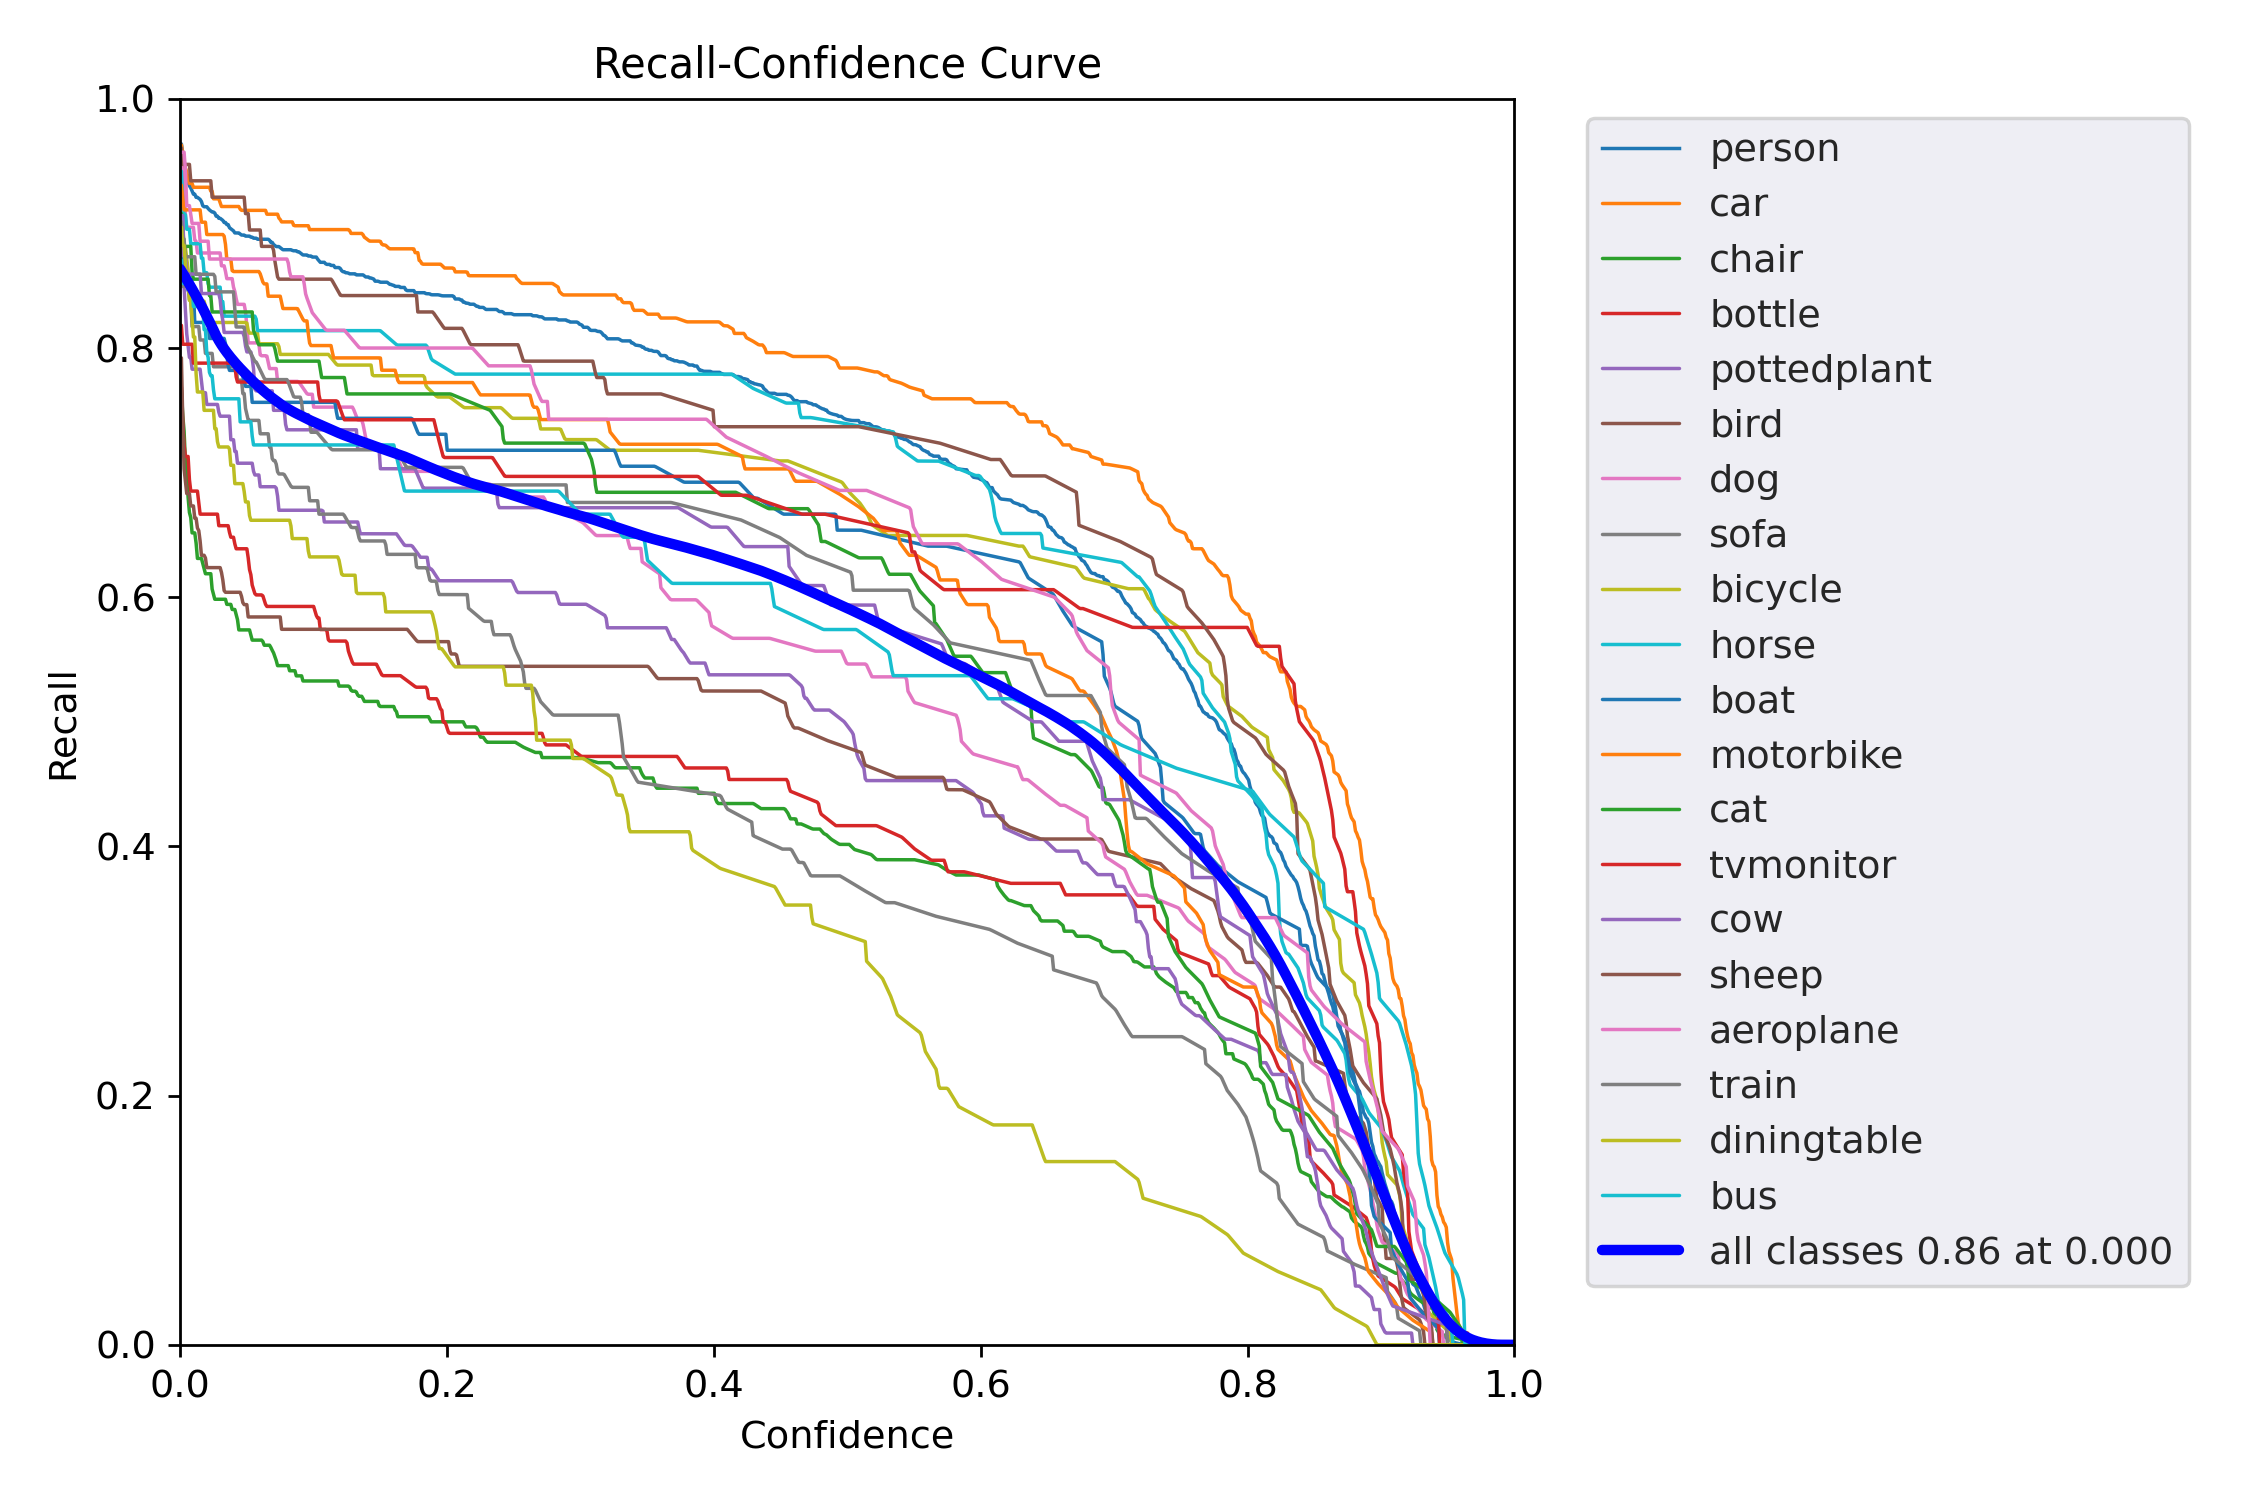 Recall-Confidence Curve
1.0
0.8
0.6
0.4
0.2
0.0
Recall
0.0 0.2 0.4 0.6 0.8 1.0
Confidence
person
car
chair
bottle
pottedplant
bird
dog
sofa
bicycle
horse
boat
motorbike
cat
tvmonitor
cow
sheep
aeroplane
train
diningtable
bus
all classes 0.86 at 0.000